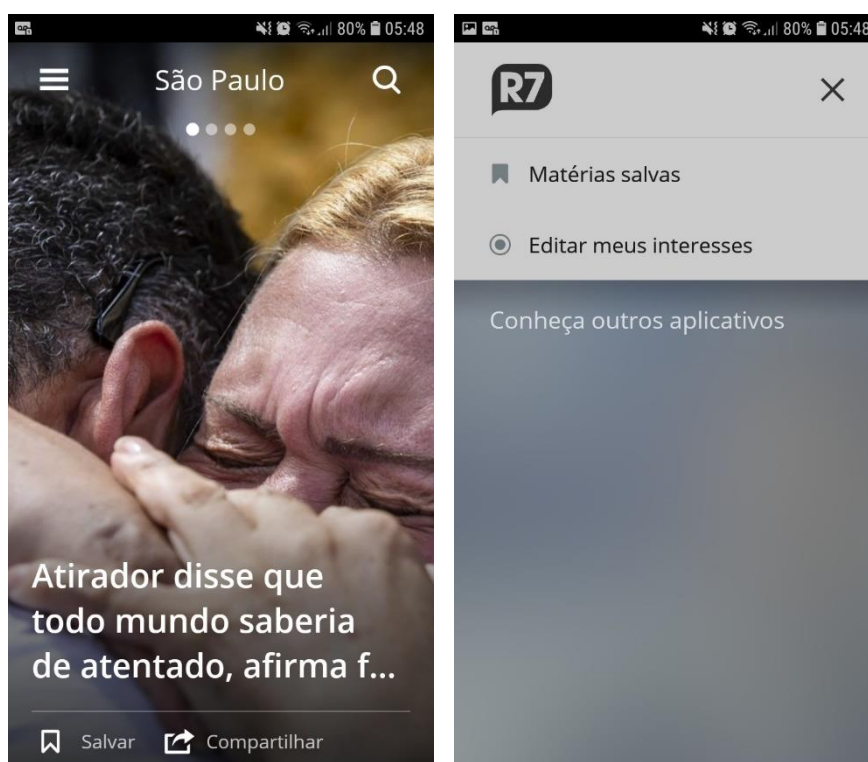 80% 05:48
São Paulo
Atirador disse que
todo mundo saberia
de atentado, afirma f...
Salvar Compartilhar
80% 05:48
R7
Matérias salvas
Editar meus interesses
Conheça outros aplicativos